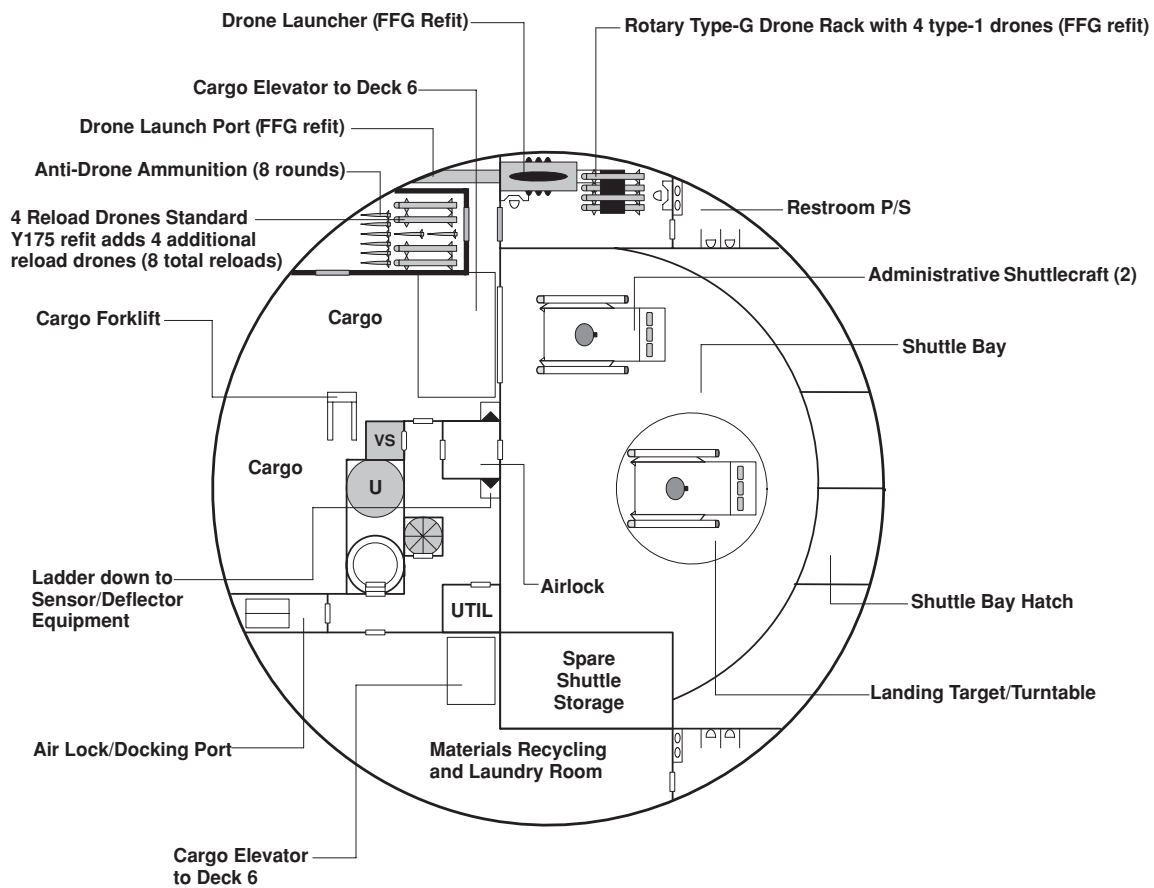 Drone Launcher (FFG Refit)
Rotary Type-G Drone Rack with 4 type-1 drones (FFG refit)
Cargo Elevator to Deck 6
Drone Launch Port (FFG refit)
Anti-Drone Ammunition (8 rounds)
4 Reload Drones Standard
Y175 refit adds 4 additional
reload drones (8 total reloads)
Restroom P/S
Administrative Shuttlecraft (2)
Cargo Forklift
Cargo
Shuttle Bay
VS
Cargo
U
Ladder down to
Sensor/Deflector
Equipment
Airlock
UTIL
Shuttle Bay Hatch
Spare
Shuttle
Storage
Landing Target/Turntable
Air Lock/Docking Port
Materials Recycling
and Laundry Room
Cargo Elevator
to Deck 6